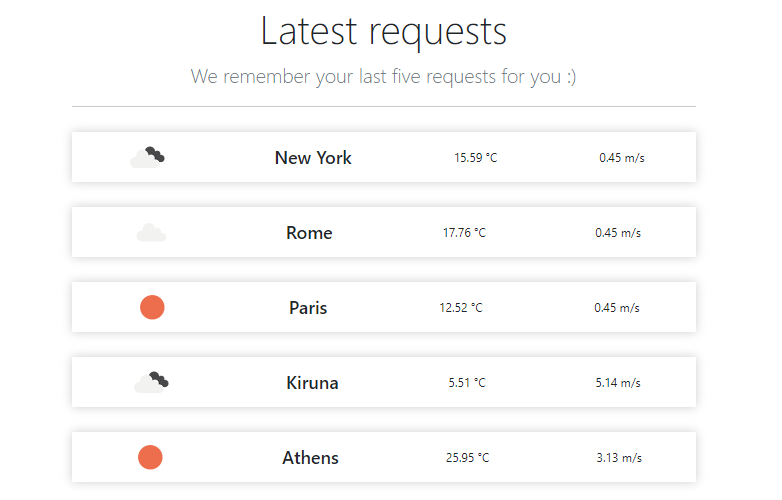 Latest requests
We remember your last five requests for you :)
New York 15.59 °C 0.45 m/s
Rome 17.76 °C 0.45 m/s
Paris 12.52 °C 0.45 m/s
Kiruna 5.51 °C 5.14 m/s
Athens 25.95 °C 3.13 m/s